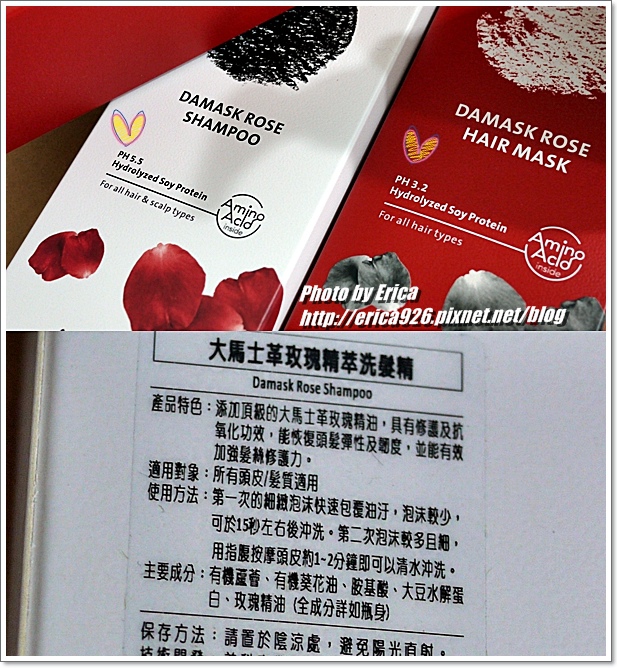 DAMASK ROSE
SHAMPOO
PH 5.5
Hydrolyzed Soy Protein
For all hair & scalp types
Amino
Acid
inside
DAMASK ROSE
HAIR MASK
PH 3.2
Hydrolyzed Soy Protein
For all hair types
Amino
Acid
inside
Photo by Erica
http://erica926.pixnet.net/blog
大馬士革玫瑰精萃洗髮精
Damask Rose Shampoo
產品特色：添加頂級的大馬士革玫瑰精油，具有修護及抗
氧化功效，能恢復頭髮彈性及韌度，並能有效
加強髮絲修護力。
適用對象：所有頭皮/髮質適用
使用方法：第一次的細緻泡沫快速包覆油汙，泡沫較少，
可於15秒左右後沖洗。第二次泡沫較多且細，
用指腹按摩頭皮約1~2分鐘即可以清水沖洗。
主要成分：有機蘆薈、有機葵花油、胺基酸、大豆水解蛋
白、玫瑰精油 (全成分詳如瓶身)
保存方法：請置於陰涼處，避免陽光直射。